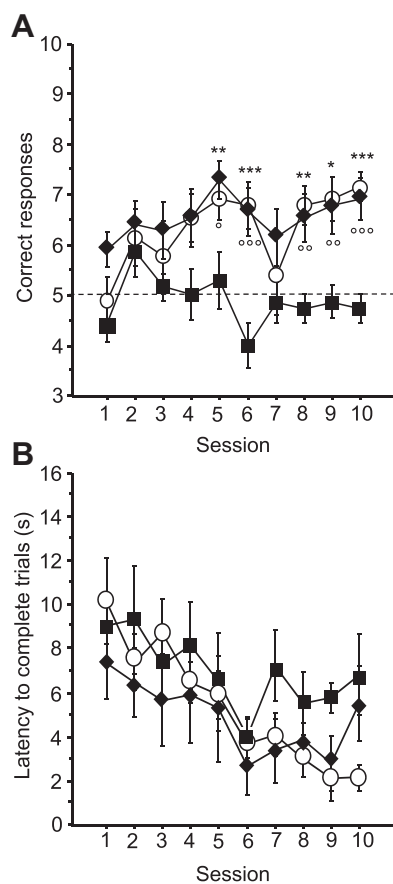 A
Correct responses
10
9
8
7
6
5
4
3
** *** ** * ***
° °°° °° °° °°°
1 2 3 4 5 6 7 8 9 10
Session
B
Latency to complete trials (s)
16
14
12
10
8
6
4
2
0
1 2 3 4 5 6 7 8 9 10
Session